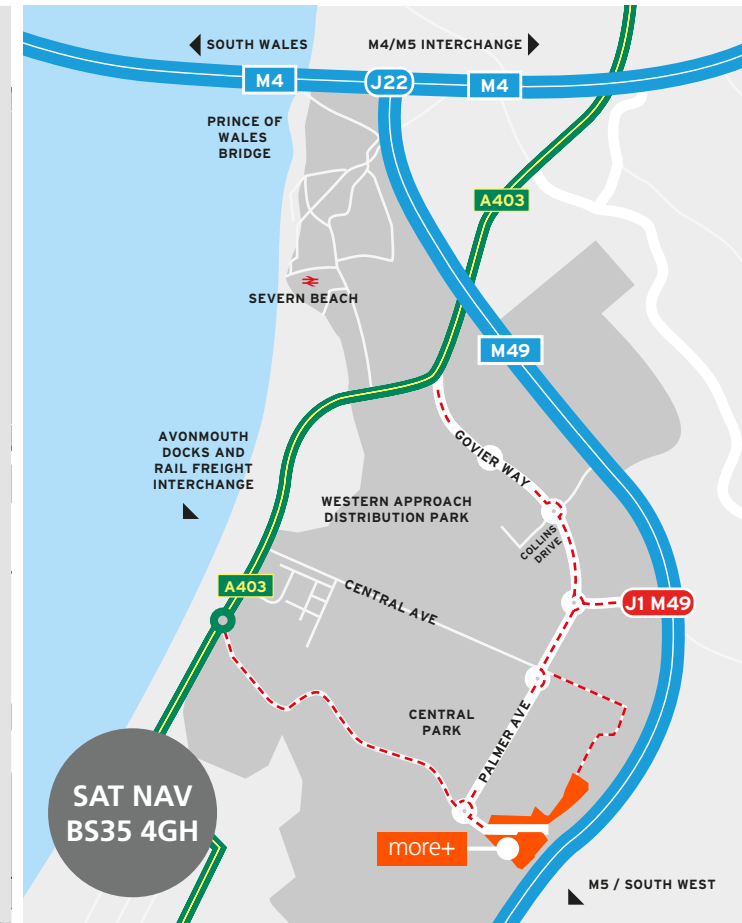 SOUTH WALES
M4/M5 INTERCHANGE
M4
J22
M4
PRINCE OF
WALES
BRIDGE
A403
SEVERN BEACH
M49
AVONMOUTH
DOCKS AND
RAIL FREIGHT
INTERCHANGE
GOVIER WAY
WESTERN APPROACH
DISTRIBUTION PARK
COLLINS
DRIVE
A403
CENTRAL AVE
J1 M49
CENTRAL
PARK
PALMER AVE
SAT NAV
BS35 4GH
more+
M5 / SOUTH WEST